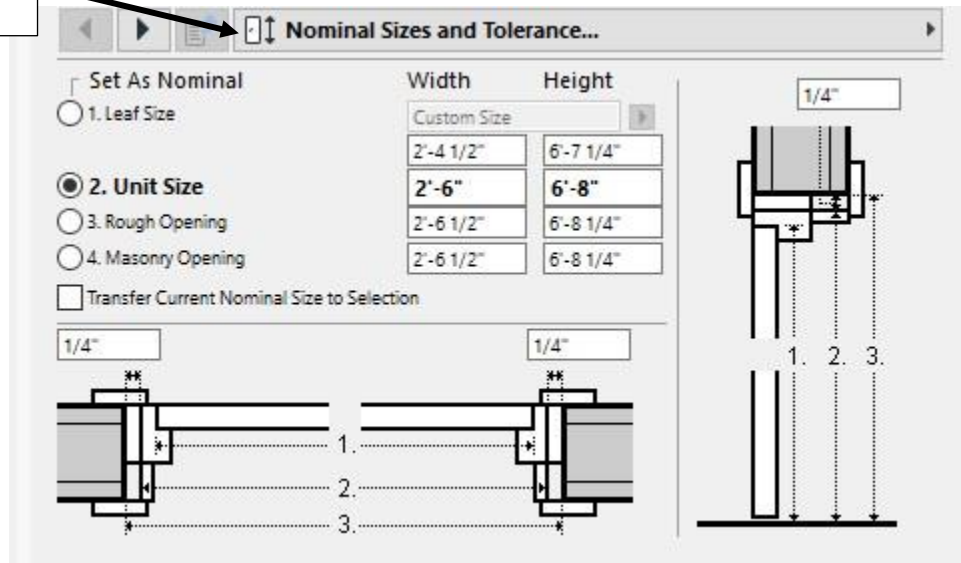 Nominal Sizes and Tolerance...
Set As Nominal Width Height
1. Leaf Size Custom Size
2'-4 1/2" 6'-7 1/4"
2. Unit Size 2'-6" 6'-8"
3. Rough Opening 2'-6 1/2" 6'-8 1/4"
4. Masonry Opening 2'-6 1/2" 6'-8 1/4"
Transfer Current Nominal Size to Selection
1/4" 1/4"
1.
2.
3.
1/4"
1. 2. 3.